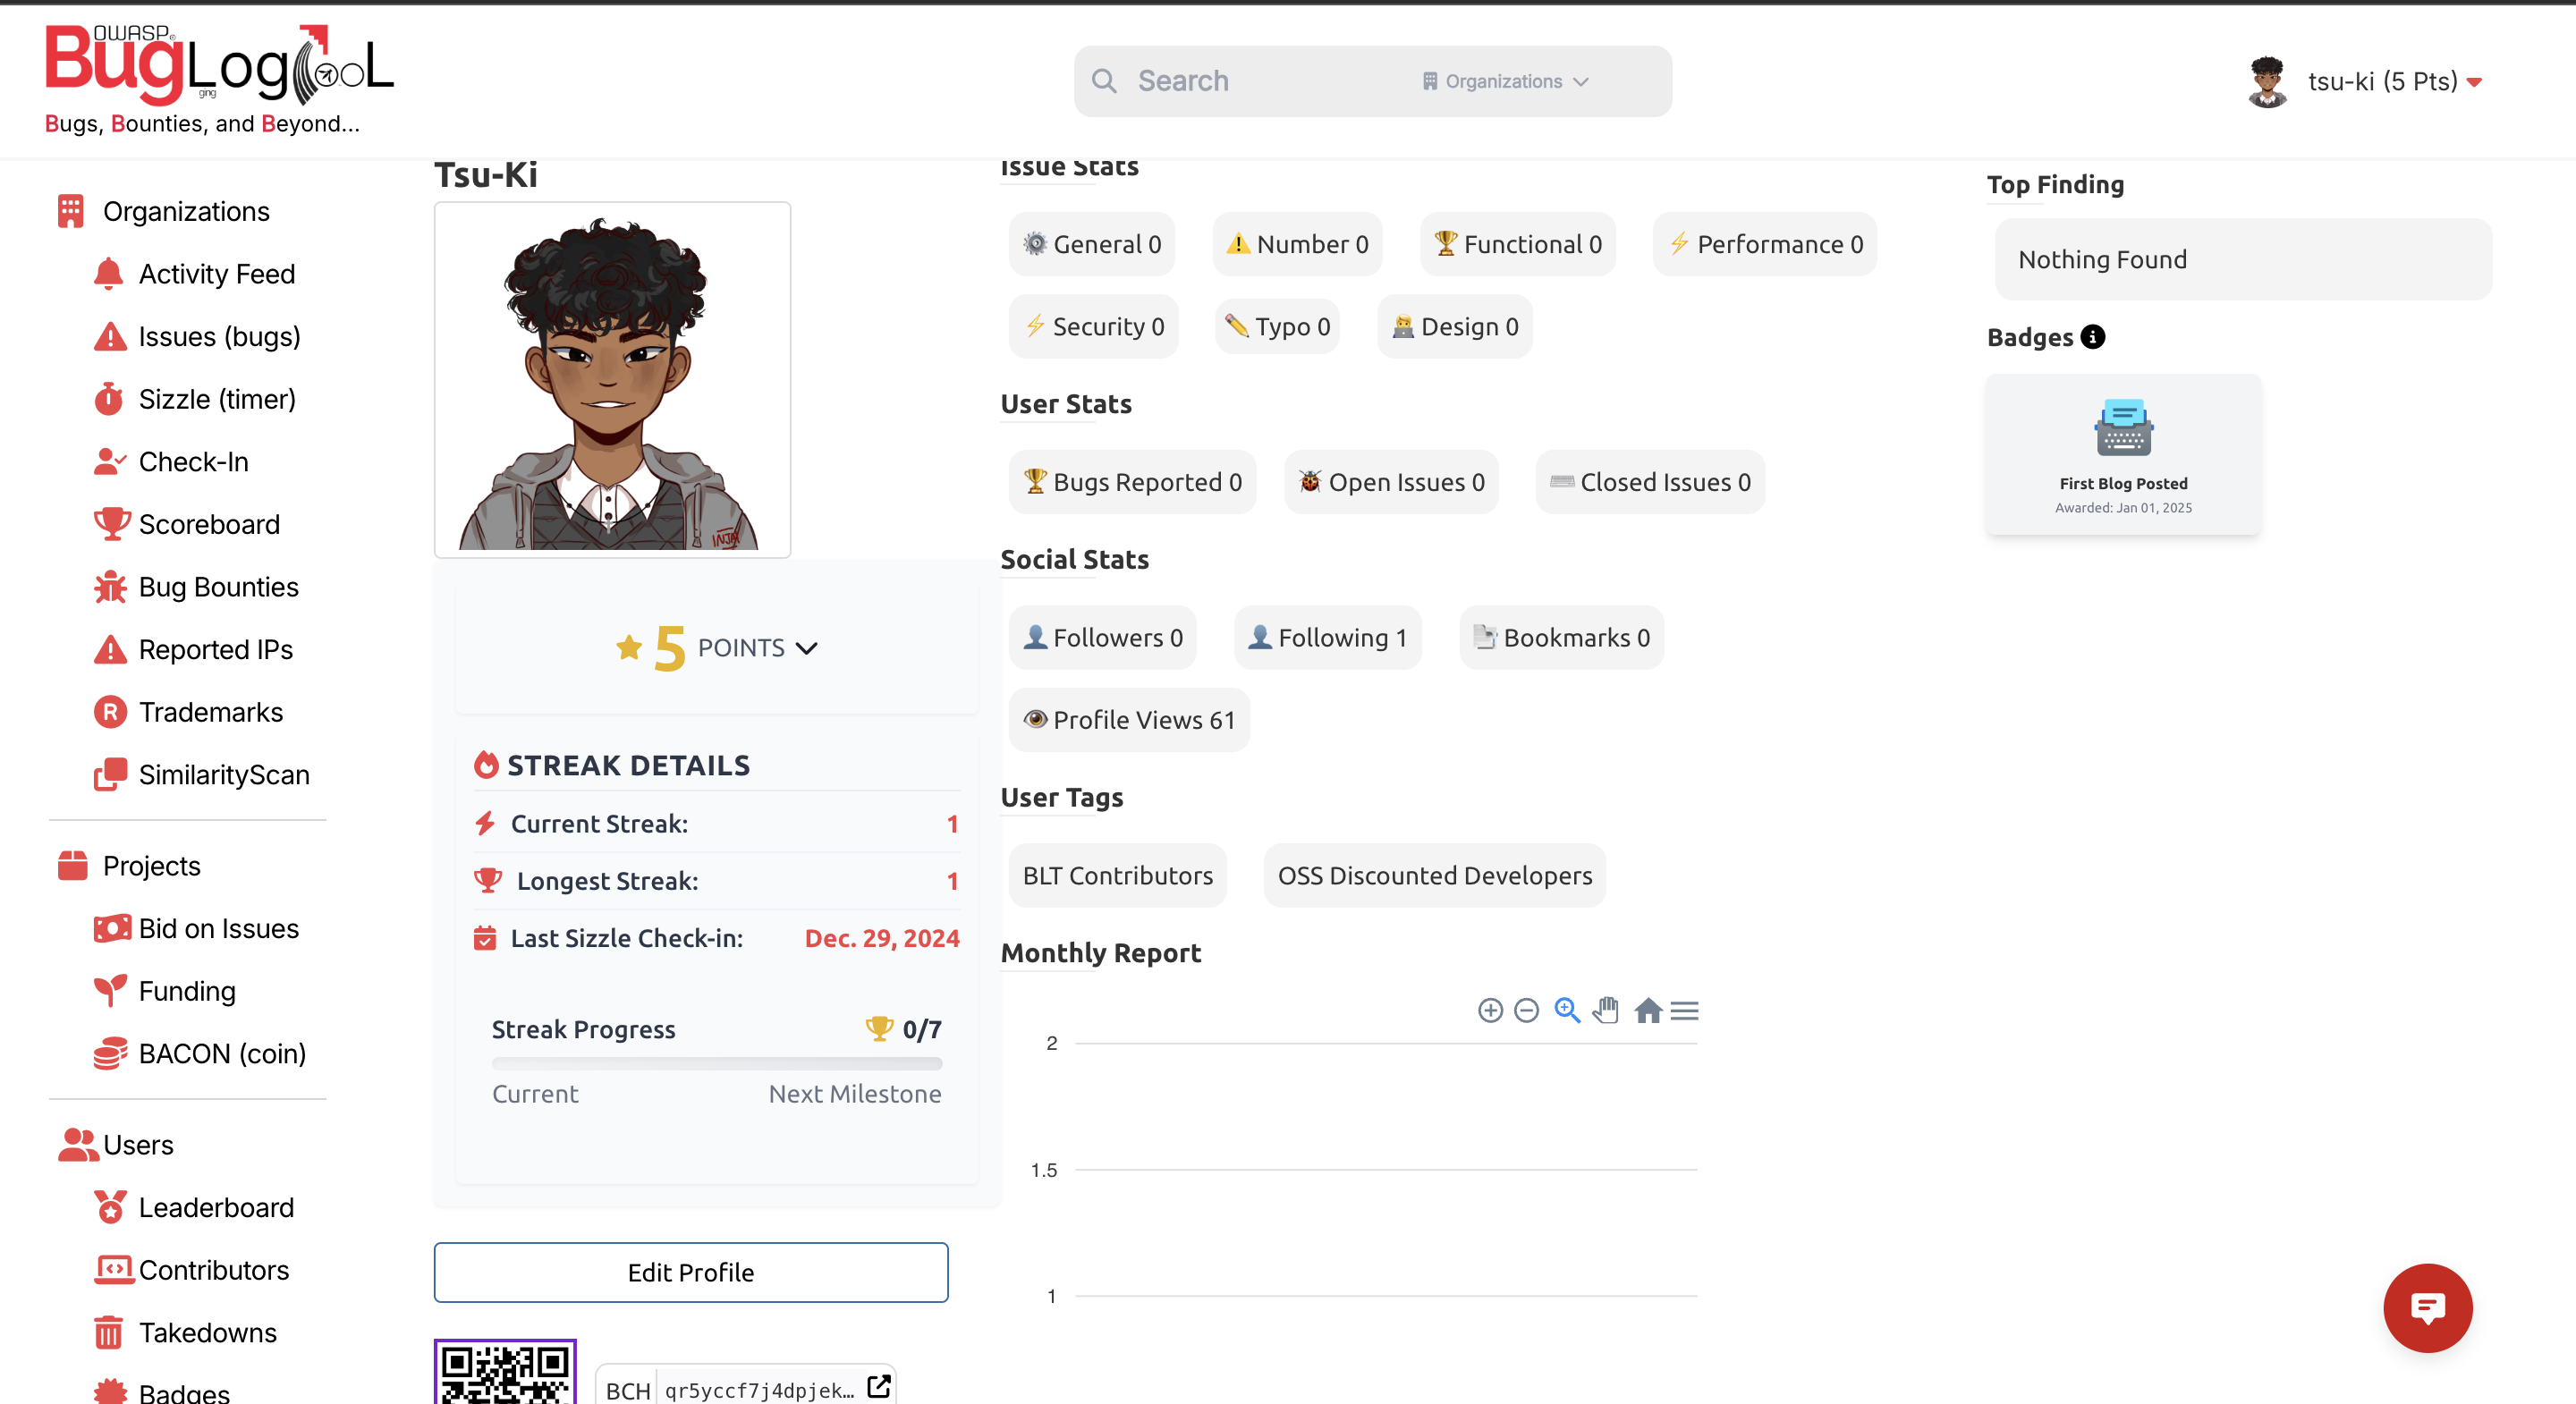 OWASP
BugLogging Tool
Bugs, Bounties, and Beyond...
Search
Organizations
tsu-ki (5 Pts)
Organizations
Activity Feed
Issues (bugs)
Sizzle (timer)
Check-In
Scoreboard
Bug Bounties
Reported IPs
R
Trademarks
SimilarityScan
Projects
Bid on Issues
Funding
BACON (coin)
Users
Leaderboard
Contributors
Takedowns
Badges
Tsu-Ki
INJA
5 POINTS
STREAK DETAILS
Current Streak: 1
Longest Streak: 1
Last Sizzle Check-in: Dec. 29, 2024
Streak Progress 0/7
Current Next Milestone
Edit Profile
BCH qr5yccf7j4dpjek...
Issue Stats
General 0
Number 0
Functional 0
Performance 0
Security 0
Typo 0
Design 0
User Stats
Bugs Reported 0
Open Issues 0
Closed Issues 0
Social Stats
Followers 0
Following 1
Bookmarks 0
Profile Views 61
User Tags
BLT Contributors
OSS Discounted Developers
Monthly Report
2
1.5
1
Top Finding
Nothing Found
Badges
First Blog Posted
Awarded: Jan 01, 2025